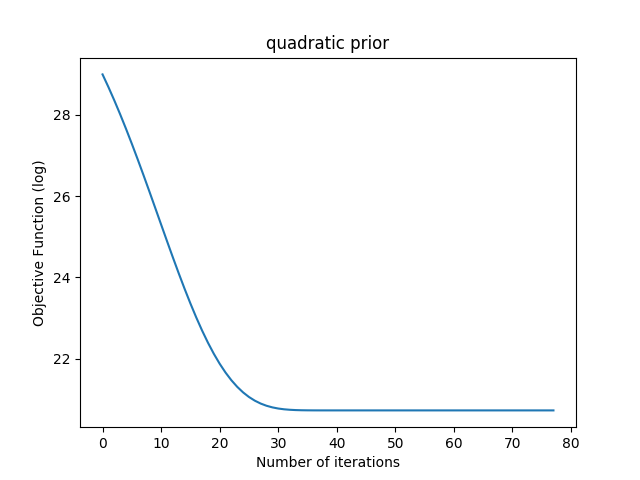 quadratic prior
Objective Function (log)
28
26
24
22
0 10 20 30 40 50 60 70 80
Number of iterations